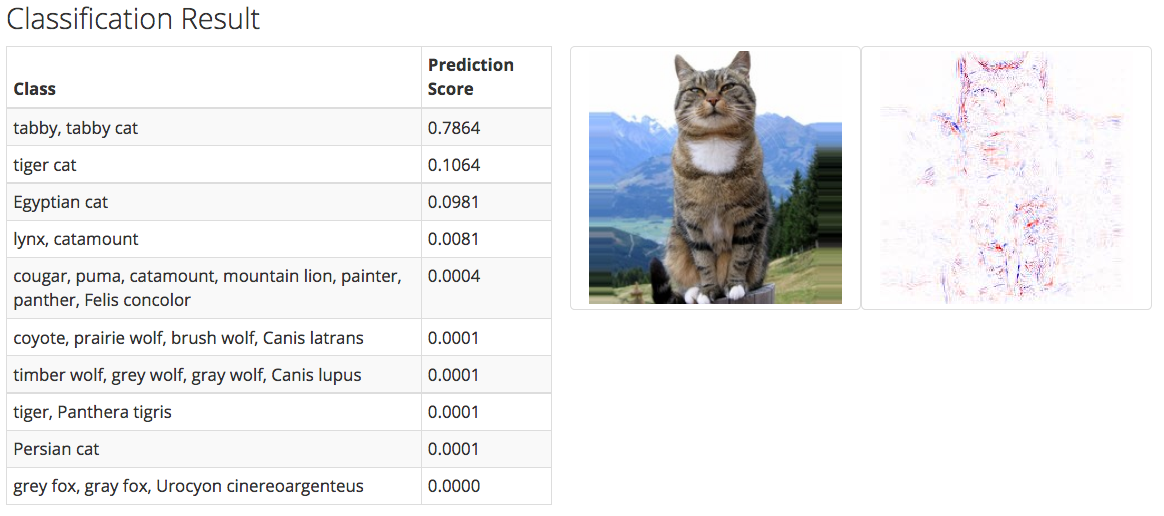 Classification Result
Class
Prediction
Score
tabby, tabby cat
0.7864
tiger cat
0.1064
Egyptian cat
0.0981
lynx, catamount
0.0081
cougar, puma, catamount, mountain lion, painter,
panther, Felis concolor
0.0004
coyote, prairie wolf, brush wolf, Canis latrans
0.0001
timber wolf, grey wolf, gray wolf, Canis lupus
0.0001
tiger, Panthera tigris
0.0001
Persian cat
0.0001
grey fox, gray fox, Urocyon cinereoargenteus
0.0000